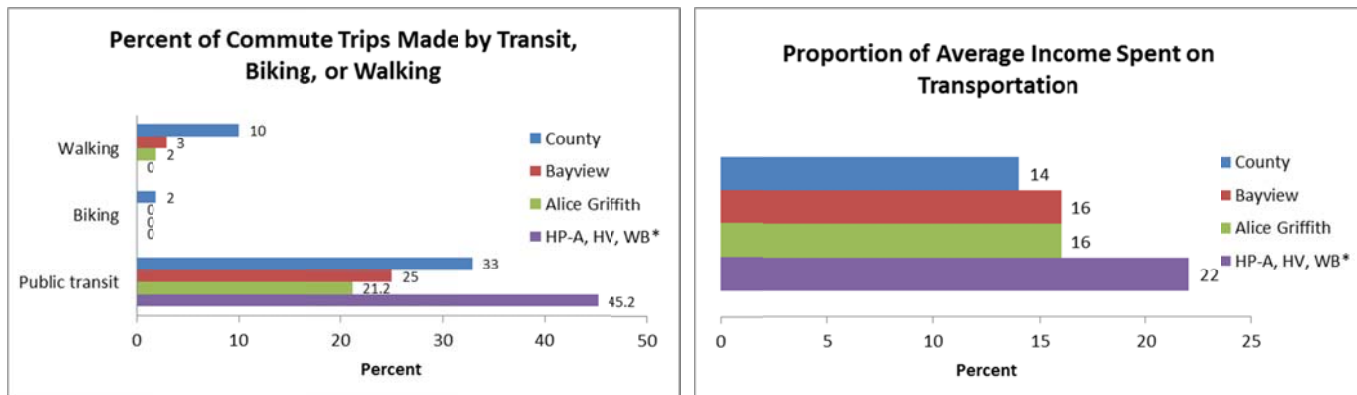 Percent of Commute Trips Made by Transit,
Biking, or Walking
Walking
10
3
2
0
Biking
2
0
0
0
Public transit
33
25
21.2
45.2
County
Bayview
Alice Griffith
HP-A, HV, WB*
0 10 20 30 40 50
Percent
Proportion of Average Income Spent on
Transportation
14
16
16
22
County
Bayview
Alice Griffith
HP-A, HV, WB*
0 5 10 15 20 25
Percent